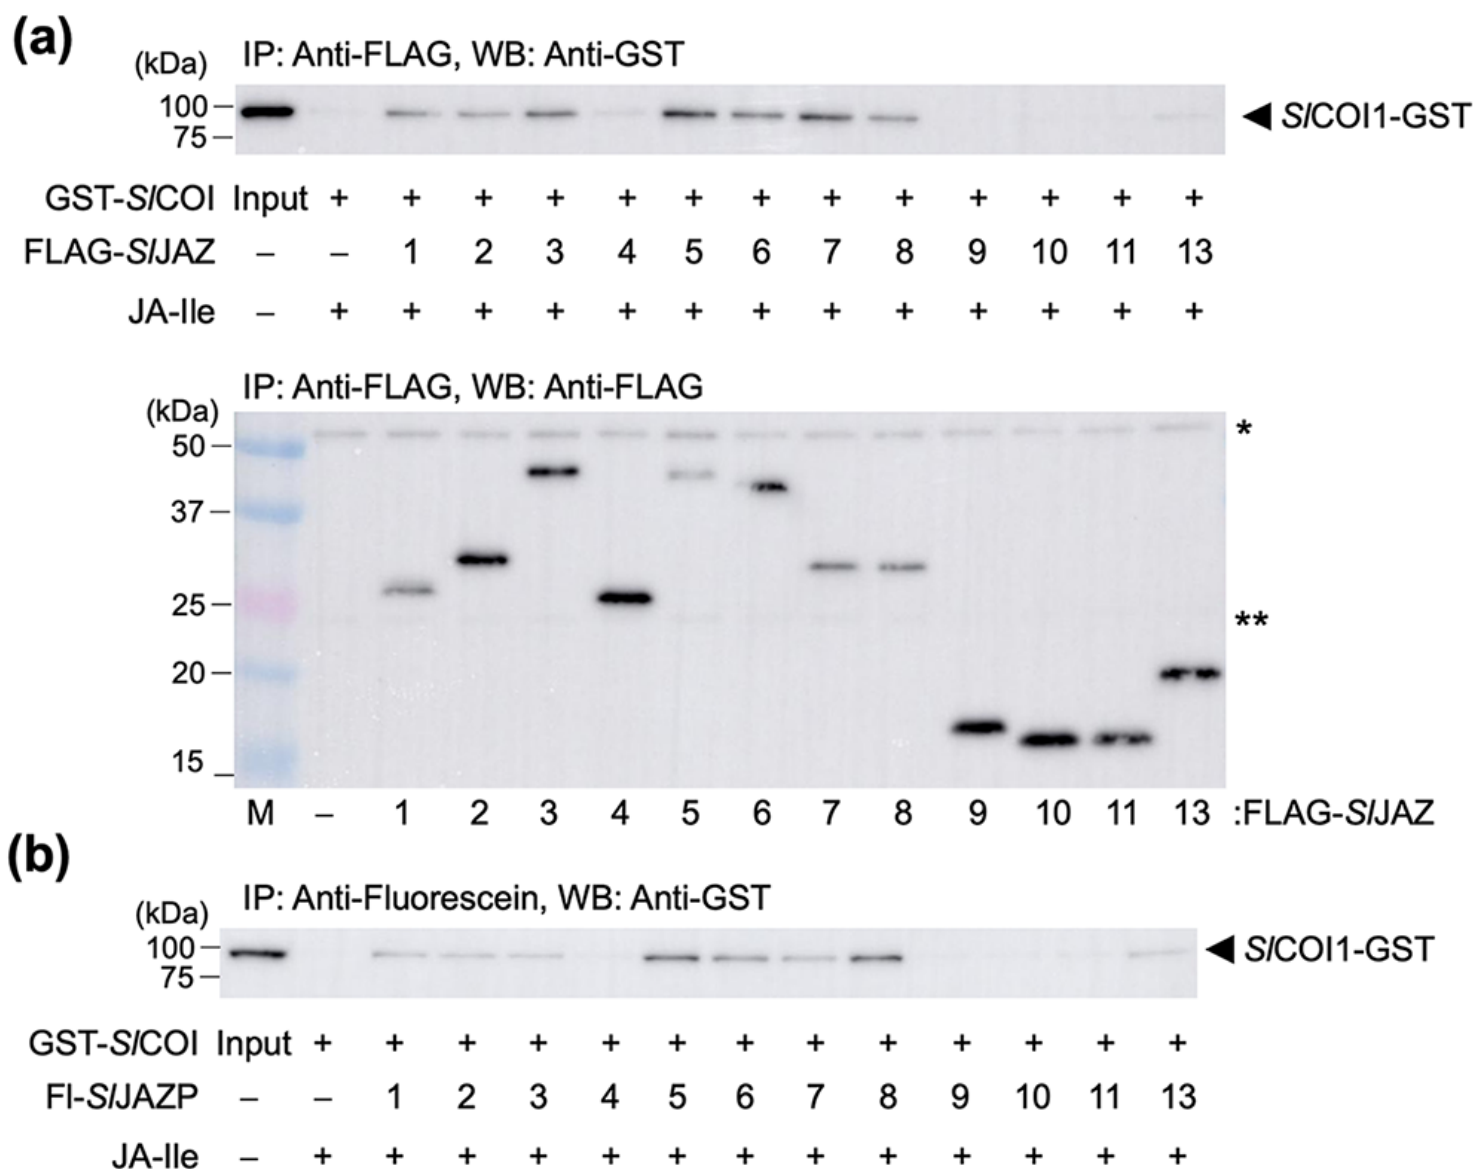 (a)
IP: Anti-FLAG, WB: Anti-GST
(kDa)
100
75
◄ SlCOI1-GST
GST-SlCOI Input + + + + + + + + + + + + +
FLAG-SlJAZ – – 1 2 3 4 5 6 7 8 9 10 11 13
JA-Ile – + + + + + + + + + + + + +
IP: Anti-FLAG, WB: Anti-FLAG
(kDa)
50
37
25
20
15
*
**
M – 1 2 3 4 5 6 7 8 9 10 11 13 :FLAG-SlJAZ
(b)
IP: Anti-Fluorescein, WB: Anti-GST
(kDa)
100
75
◄ SlCOI1-GST
GST-SlCOI Input + + + + + + + + + + + + +
Fl-SlJAZP – – 1 2 3 4 5 6 7 8 9 10 11 13
JA-Ile – + + + + + + + + + + + + +